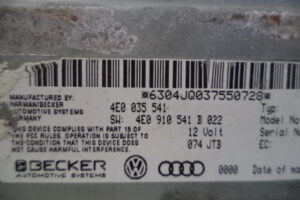 *6304JQ037550728*
MANUFACTURED BY
HARMAN/BECKER
AUTOMOTIVE SYSTEMS
GERMANY
4E0 035 541
Typ:
Model
SW: 4E0 910 541 B 022
Serial
THIS DEVICE COMPLIES WITH PART 15 OF
THE FCC RULES. OPERATION IS SUBJECT TO
THE CONDITION THAT THIS DEVICE DOES
NOT CAUSE HARMFUL INTERFERENCE.
12 Volt
Serial No
074 JTB
EC:
BECKER
AUTOMOTIVE SYSTEMS
0000
Date of man